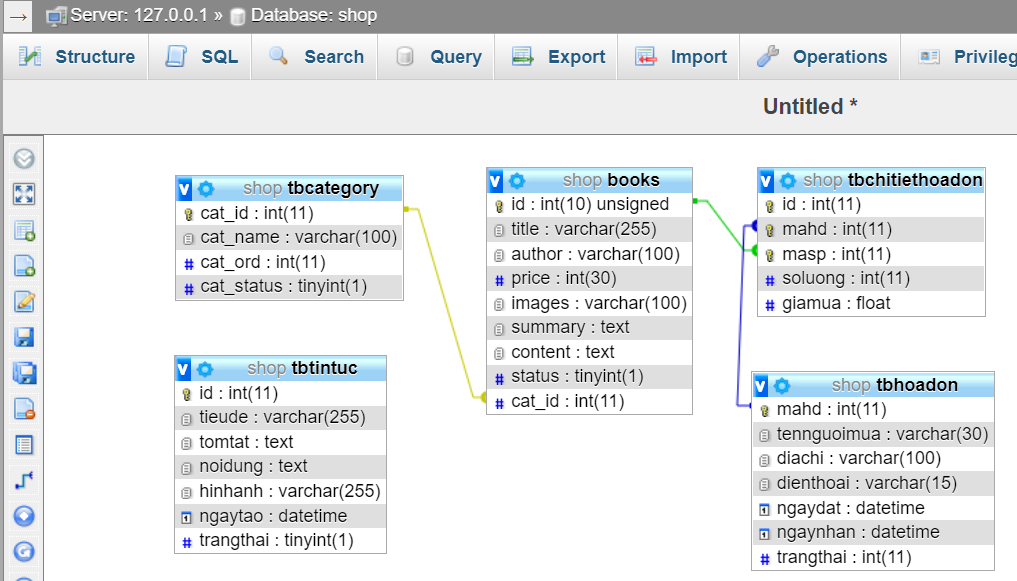 → Server: 127.0.0.1 » Database: shop
Structure SQL Search Query Export Import Operations Privileg
Untitled *
v shop tbcategory
cat_id : int(11)
cat_name : varchar(100)
# cat_ord : int(11)
# cat_status : tinyint(1)
v shop tbtintuc
id : int(11)
tieude : varchar(255)
tomtat : text
noidung : text
hinhanh : varchar(255)
ngaytao : datetime
# trangthai : tinyint(1)
v shop books
id : int(10) unsigned
title : varchar(255)
author : varchar(100)
# price : int(30)
images : varchar(100)
summary : text
content : text
# status : tinyint(1)
# cat_id : int(11)
v shop tbchitiethoadon
id : int(11)
mahd : int(11)
masp : int(11)
# soluong : int(11)
# giamua : float
v shop tbhoadon
mahd : int(11)
tennguoimua : varchar(30)
diachi : varchar(100)
dienthoai : varchar(15)
ngaydat : datetime
ngaynhan : datetime
# trangthai : int(11)